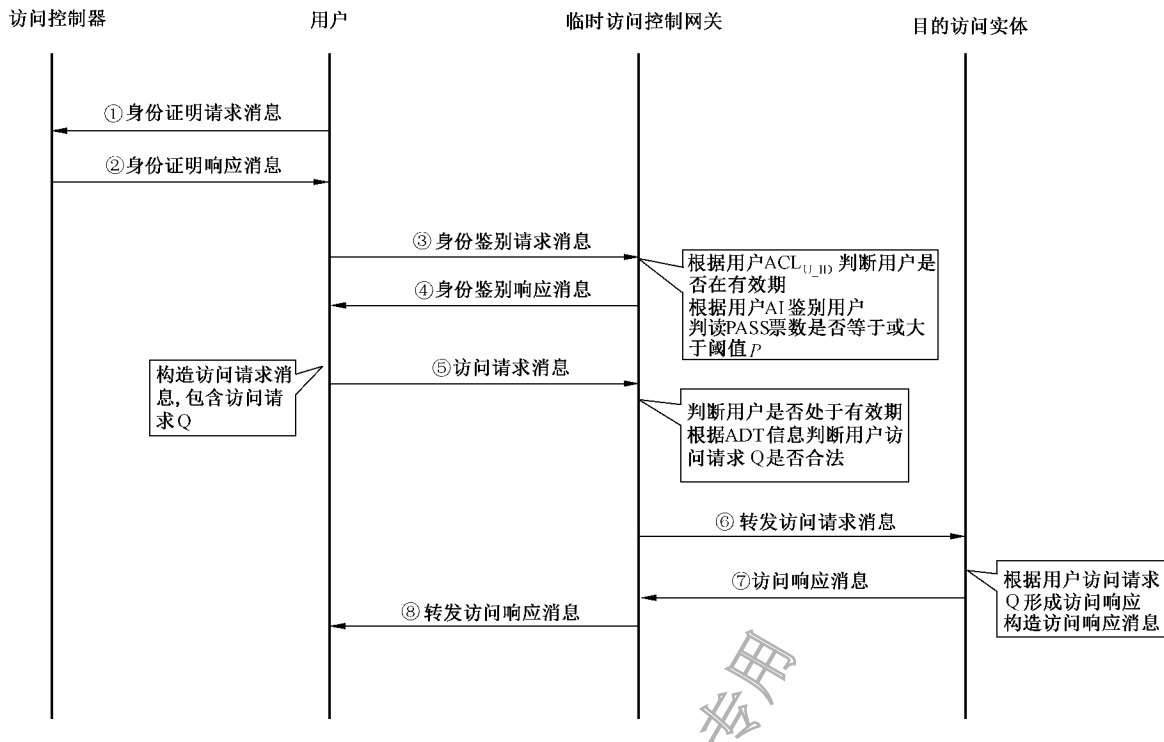 访问控制器
用户
临时访问控制网关
目的访问实体
①身份证明请求消息
②身份证明响应消息
③身份鉴别请求消息
根据用户ACL_{U_ID}判断用户是
否在有效期
根据用户AI鉴别用户
判读PASS票数是否等于或大
于阈值P
④身份鉴别响应消息
构造访问请求消
息,包含访问请
求Q
⑤访问请求消息
判断用户是否处于有效期
根据ADT信息判断用户访
问请求Q是否合法
⑥转发访问请求消息
⑦访问响应消息
根据用户访问请求
Q形成访问响应
构造访问响应消息
⑧转发访问响应消息
专用